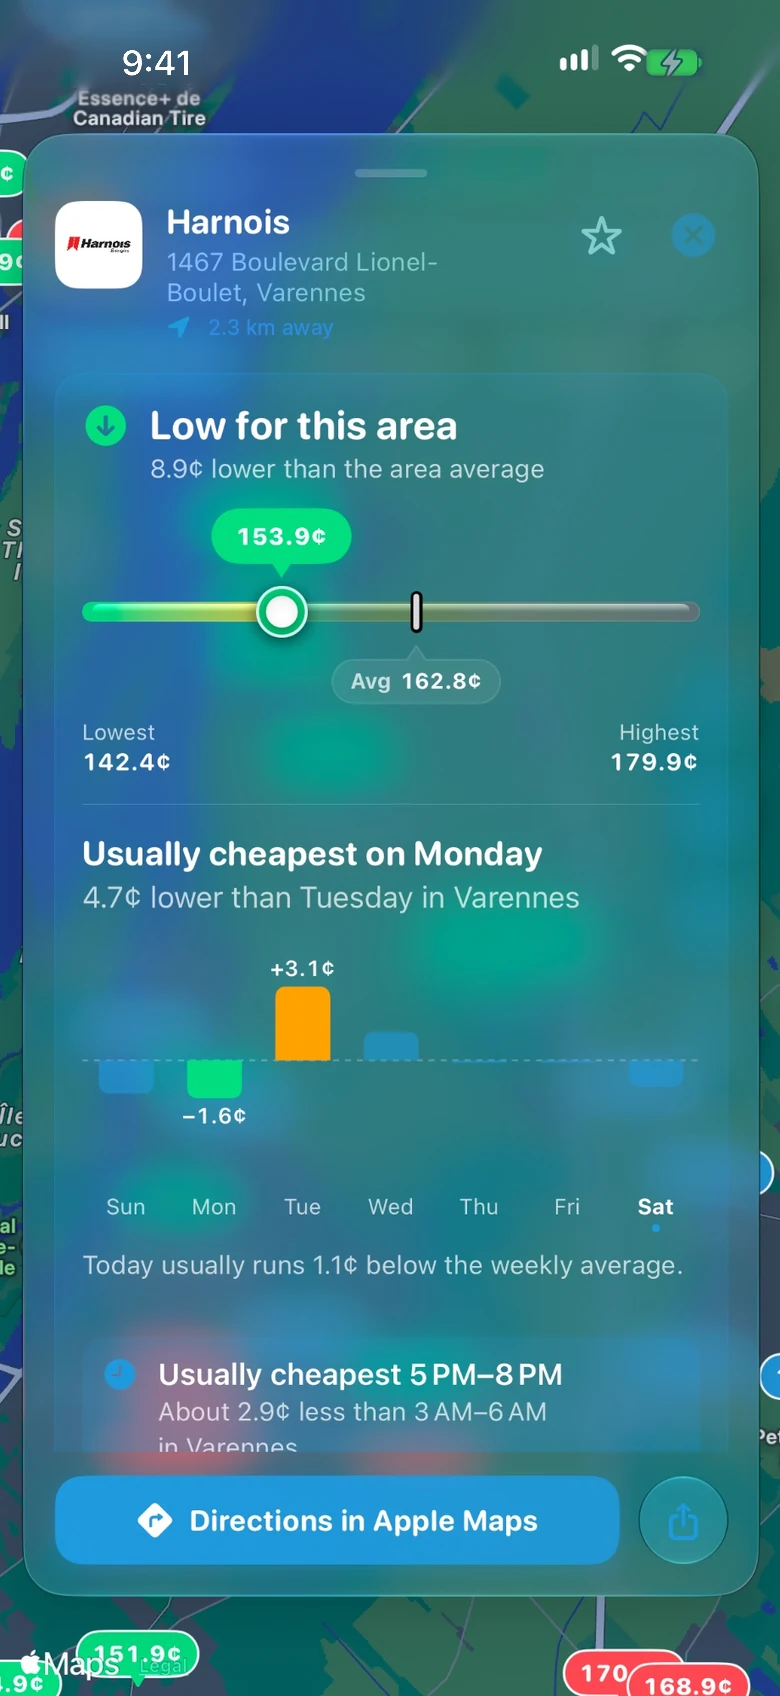 9:41
Essence+ de
Canadian Tire
Harnois
Harnois
1467 Boulevard Lionel-
Boulet, Varennes
2.3 km away
Low for this area
8.9¢ lower than the area average
153.9¢
Avg 162.8¢
Lowest
Highest
142.4¢
179.9¢
Usually cheapest on Monday
4.7¢ lower than Tuesday in Varennes
+3.1¢
−1.6¢
Sun Mon Tue Wed Thu Fri Sat
Today usually runs 1.1¢ below the weekly average.
Usually cheapest 5 PM–8 PM
About 2.9¢ less than 3 AM–6 AM
in Varennes
Directions in Apple Maps
151.9¢
Maps
Legal
170
168.9¢